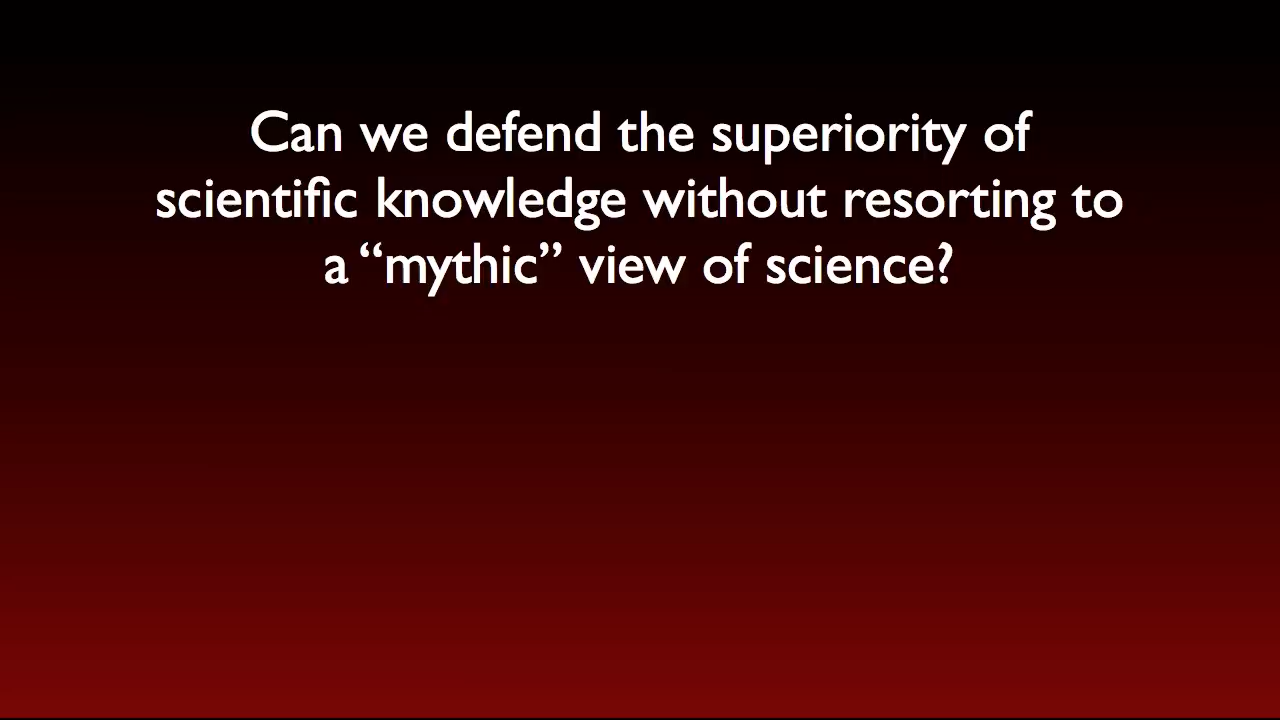 Can we defend the superiority of
scientific knowledge without resorting to
a “mythic” view of science?